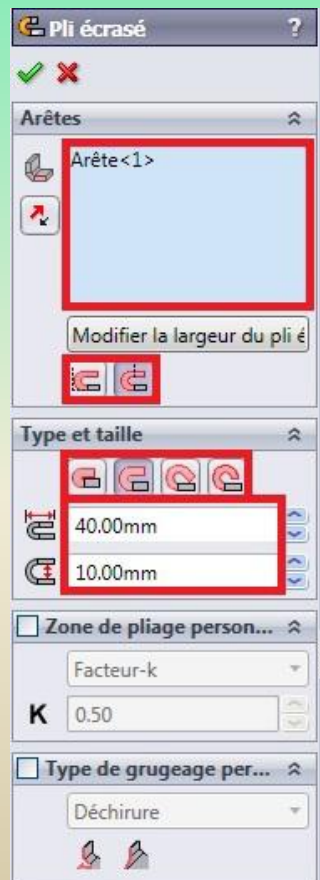 Pli écrasé ?
Arêtes
Arête<1>
Modifier la largeur du pli é
Type et taille
40.00mm
10.00mm
Zone de pliage person...
Facteur-k
K 0.50
Type de grugeage per...
Déchirure